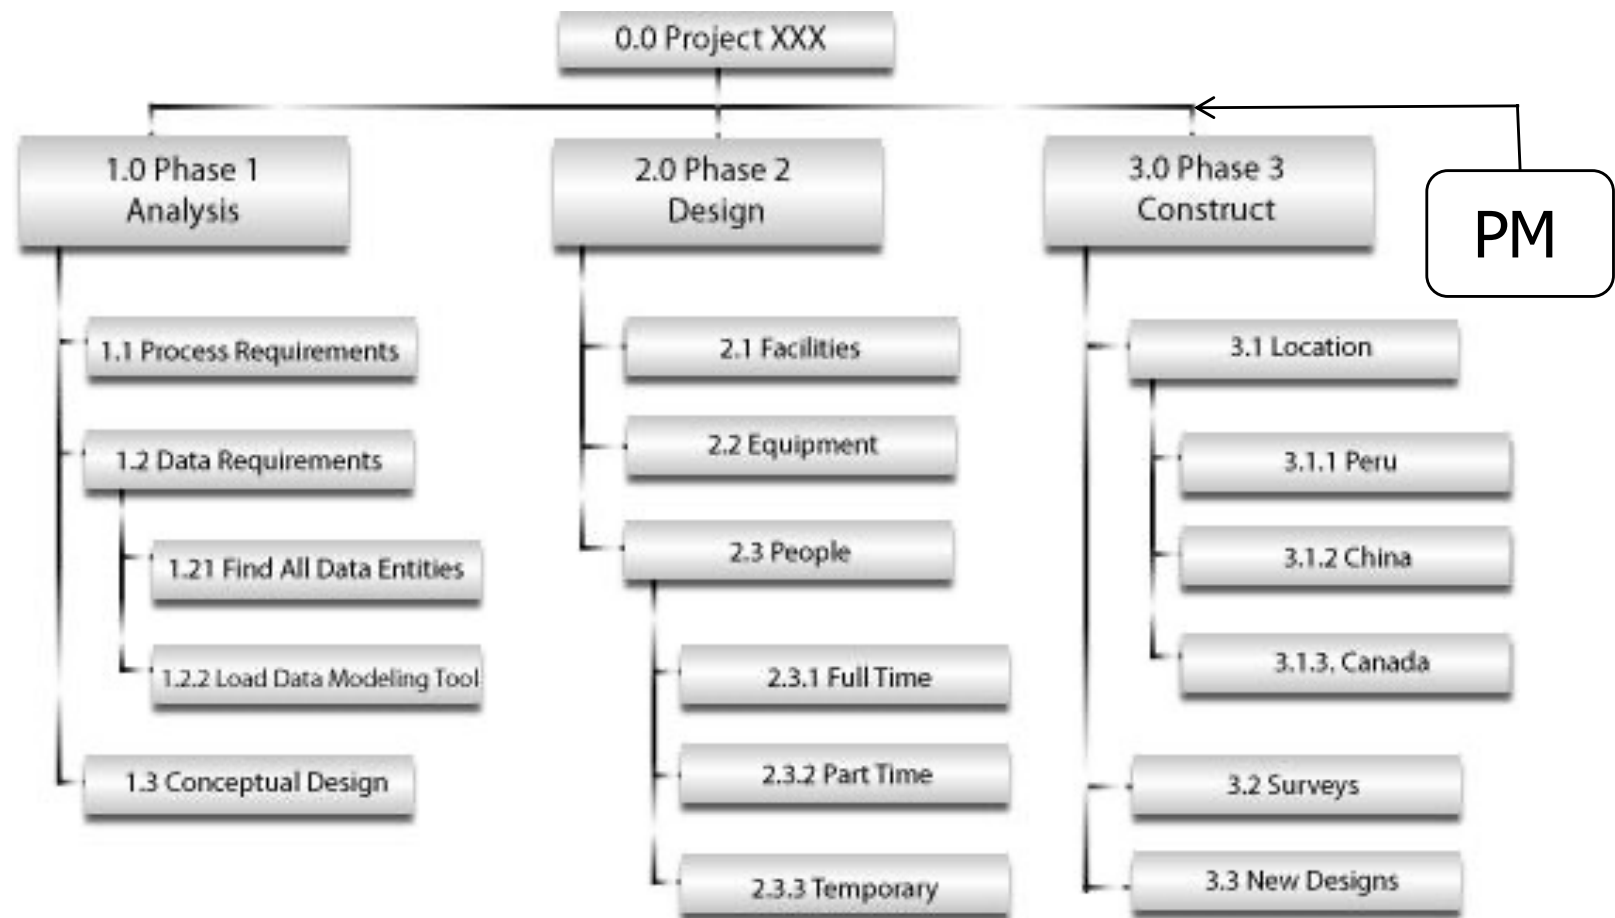 0.0 Project XXX
1.0 Phase 1
Analysis
1.1 Process Requirements
1.2 Data Requirements
1.21 Find All Data Entities
1.2.2 Load Data Modeling Tool
1.3 Conceptual Design
2.0 Phase 2
Design
2.1 Facilities
2.2 Equipment
2.3 People
2.3.1 Full Time
2.3.2 Part Time
2.3.3 Temporary
3.0 Phase 3
Construct
3.1 Location
3.1.1 Peru
3.1.2 China
3.1.3. Canada
3.2 Surveys
3.3 New Designs
PM